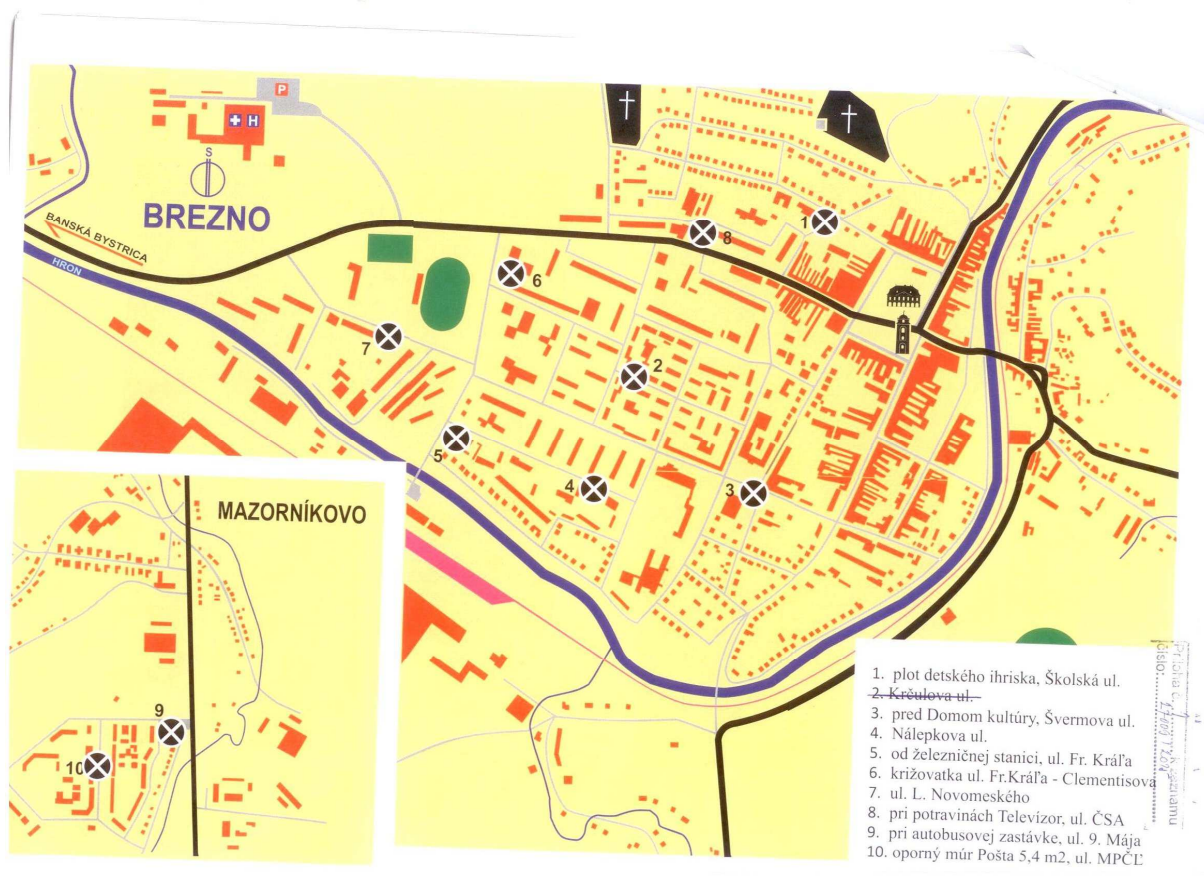 P
H
S
BREZNO
BANSKÁ BYSTRICA
HRON
1
8
6
7
2
5
4
3
MAZORNÍKOVO
9
10
1. plot detského ihriska, Školská ul.
2. Krčulova ul.
3. pred Domom kultúry, Švermova ul.
4. Nálepkova ul.
5. od železničnej stanici, ul. Fr. Kráľa
6. križovatka ul. Fr.Kráľa - Clementisova
7. ul. L. Novomeského
8. pri potravinách Televízor, ul. ČSA
9. pri autobusovej zastávke, ul. 9. Mája
10. oporný múr Pošta 5,4 m2, ul. MPČĽ
Príloha č.
číslo: